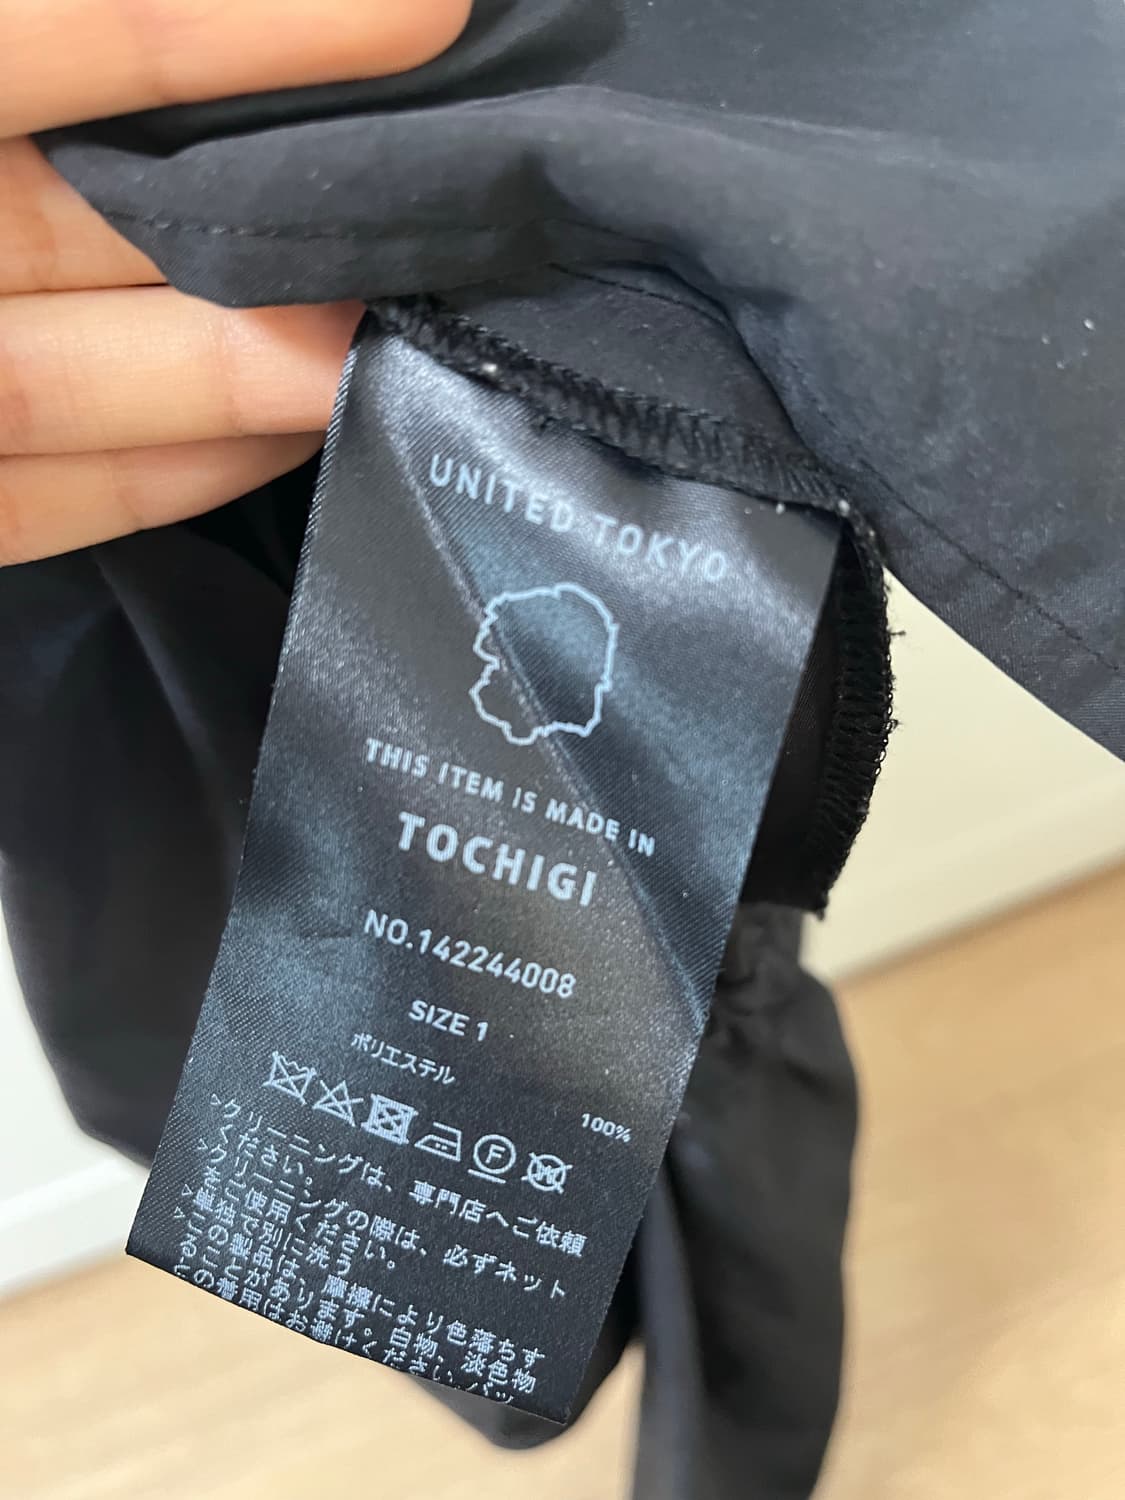 UNITED TOKYO
THIS ITEM IS MADE IN
TOCHIGI
NO.142244008
SIZE 1
ポリエステル
100%
F
W
>クリーニングは、専門店へご依頼
ください。
>クリーニングの際は、必ずネット
をご使用ください。
>単独で別に洗う
>この製品は、摩擦により色落ちす
ることがあります。白物、淡色物
との着用はお避けください。バッ